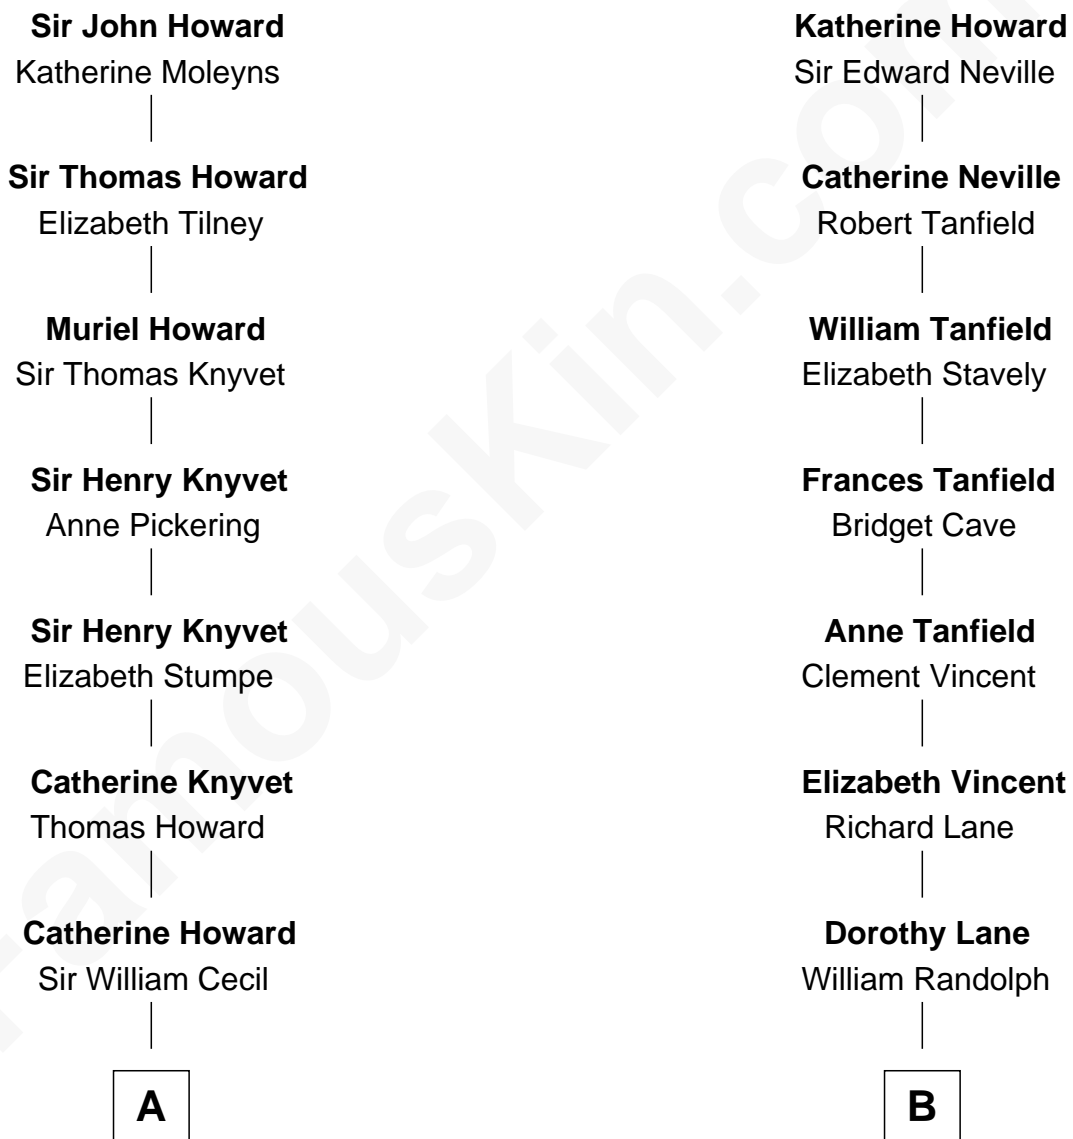 Sir John Howard
Katherine Moleyns
Sir Thomas Howard
Elizabeth Tilney
Muriel Howard
Sir Thomas Knyvet
Sir Henry Knyvet
Anne Pickering
Sir Henry Knyvet
Elizabeth Stumpe
Catherine Knyvet
Thomas Howard
Catherine Howard
Sir William Cecil
A
Katherine Howard
Sir Edward Neville
Catherine Neville
Robert Tanfield
William Tanfield
Elizabeth Stavely
Frances Tanfield
Bridget Cave
Anne Tanfield
Clement Vincent
Elizabeth Vincent
Richard Lane
Dorothy Lane
William Randolph
B
famouskin.com